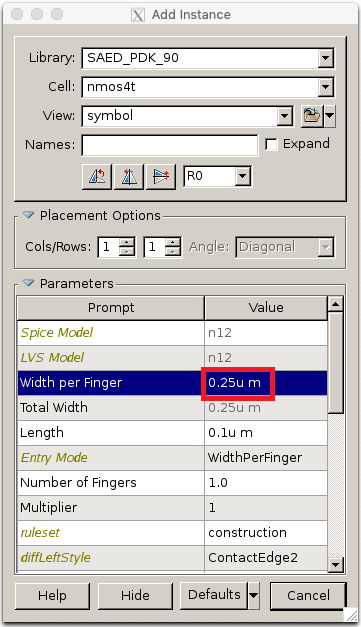 Add Instance
Library: SAED_PDK_90
Cell: nmos4t
View: symbol
Names: Expand
R0
Placement Options
Cols/Rows: 1 1 Angle: Diagonal
Parameters
Prompt Value
Spice Model n12
LVS Model n12
Width per Finger 0.25u m
Total Width 0.25u m
Length 0.1u m
Entry Mode WidthPerFinger
Number of Fingers 1.0
Multiplier 1
ruleset construction
diffLeftStyle ContactEdge2
Help Hide Defaults Cancel